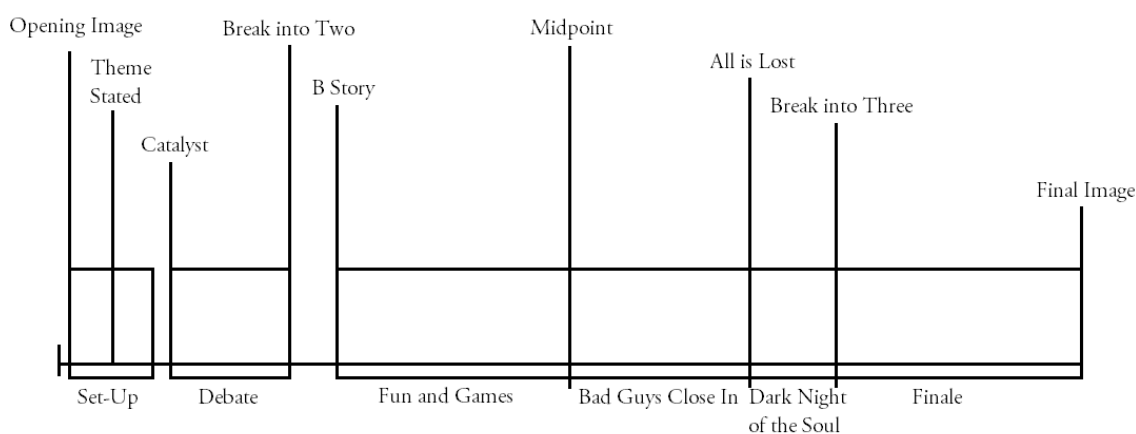 Opening Image
Break into Two
Midpoint
Theme
Stated
B Story
All is Lost
Break into Three
Catalyst
Final Image
Set-Up
Debate
Fun and Games
Bad Guys Close In
Dark Night
of the Soul
Finale